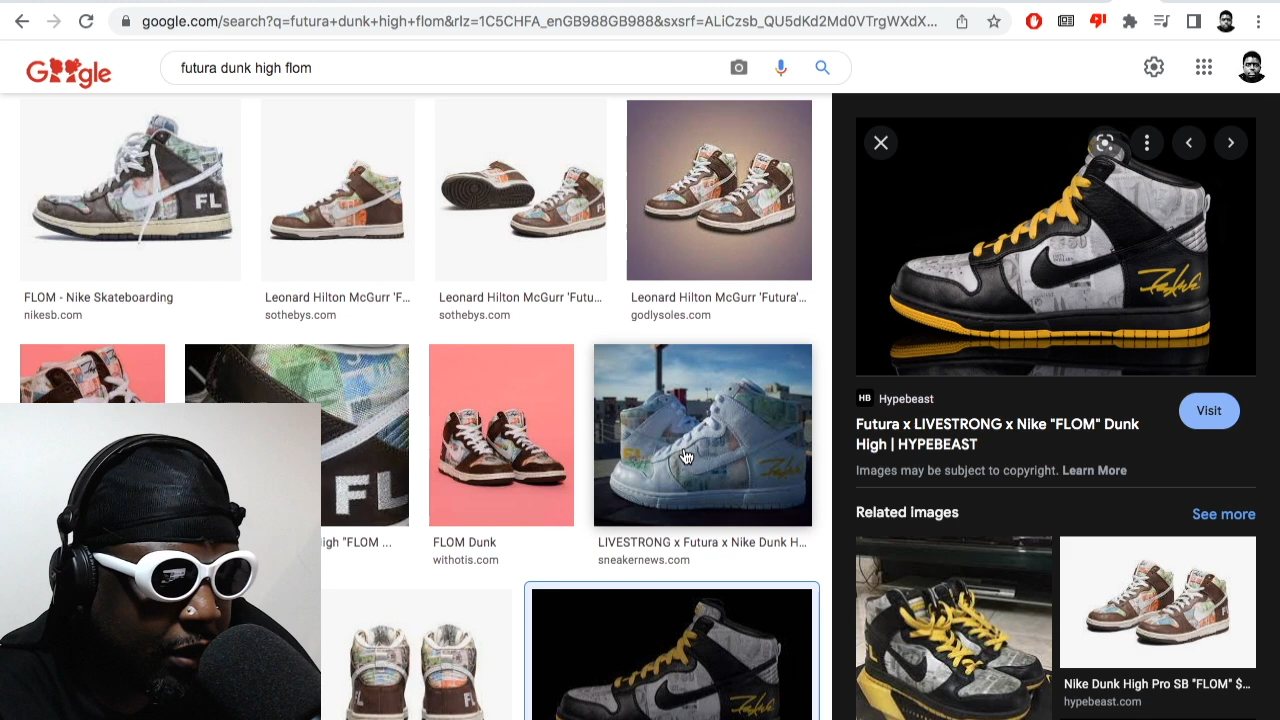 google.com/search?q=futura+dunk+high+flom&rlz=1C5CHFA_enGB988GB988&sxsrf=ALiCzsb_QU5dKd2Md0VTrgWXdX...
Google
futura dunk high flom
FL
FLOM - Nike Skateboarding
nikesb.com
Leonard Hilton McGurr 'F...
sothebys.com
Leonard Hilton McGurr 'Futu...
sothebys.com
Leonard Hilton McGurr 'Futura'...
godlysoles.com
FL
igh "FLOM ...
FLOM Dunk
withotis.com
LIVESTRONG x Futura x Nike Dunk H...
sneakernews.com
HB Hypebeast
Visit
Futura x LIVESTRONG x Nike "FLOM" Dunk
High | HYPEBEAST
Images may be subject to copyright. Learn More
Related images
See more
Nike Dunk High Pro SB "FLOM" $...
hypebeast.com